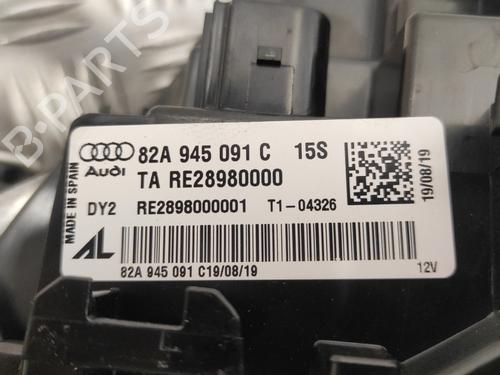 B-PARTS
MADE IN SPAIN
Audi
82A 945 091 C 15S
TA RE28980000
DY2 RE2898000001 T1-04326
19/08/19
AL
82A 945 091 C19/08/19
12V